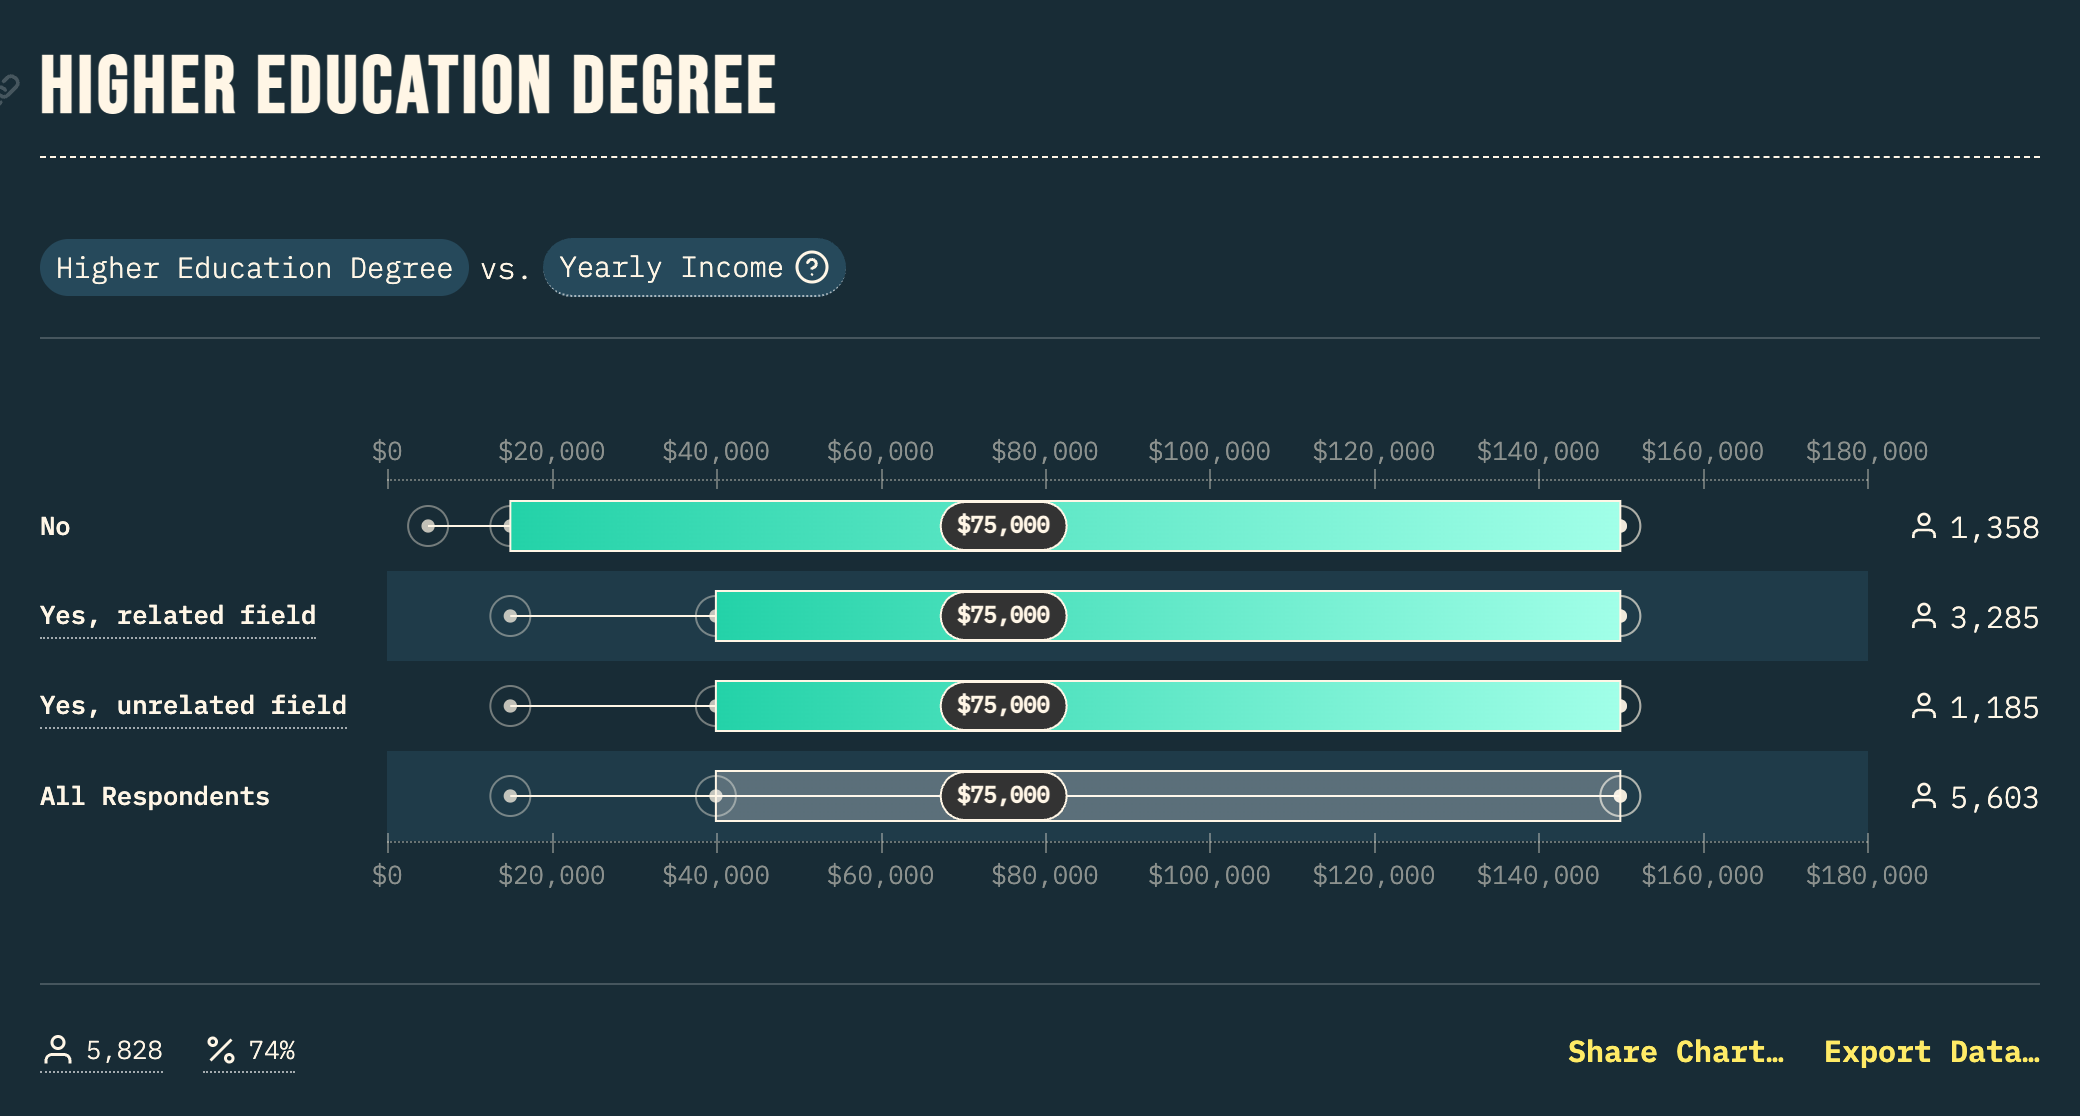 HIGHER EDUCATION DEGREE
Higher Education Degree vs. Yearly Income
$0 $20,000 $40,000 $60,000 $80,000 $100,000 $120,000 $140,000 $160,000 $180,000
No $75,000 1,358
Yes, related field $75,000 3,285
Yes, unrelated field $75,000 1,185
All Respondents $75,000 5,603
$0 $20,000 $40,000 $60,000 $80,000 $100,000 $120,000 $140,000 $160,000 $180,000
5,828 74% Share Chart… Export Data…